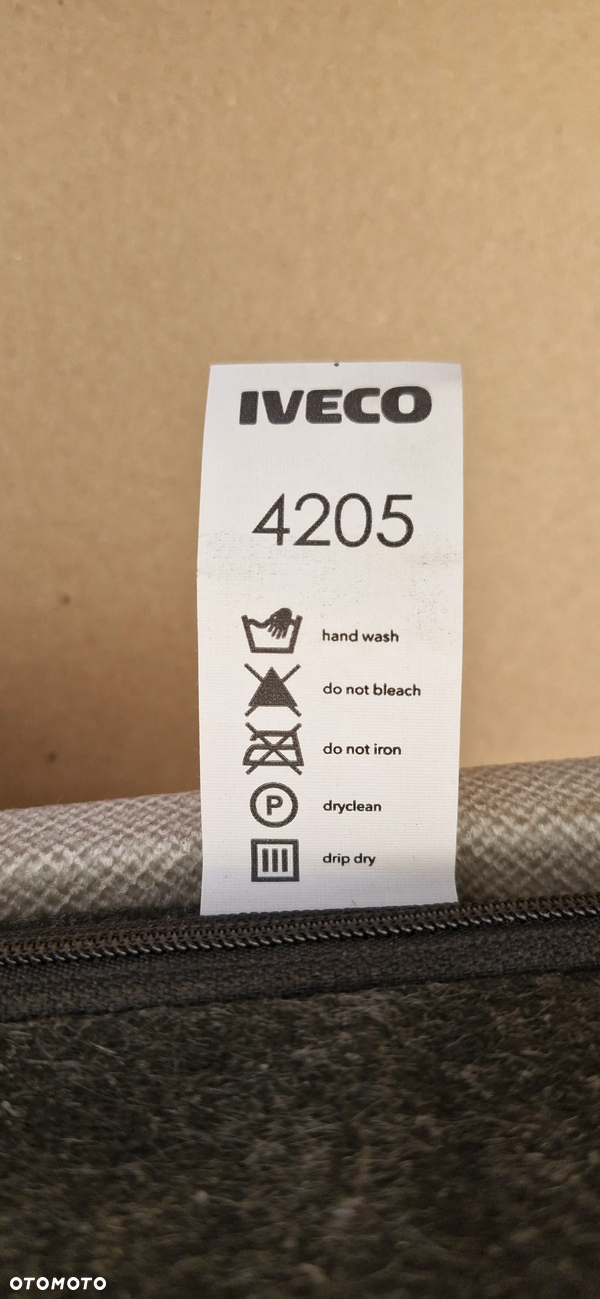 IVECO
4205
hand wash
do not bleach
do not iron
P dryclean
drip dry
OTOMOTO